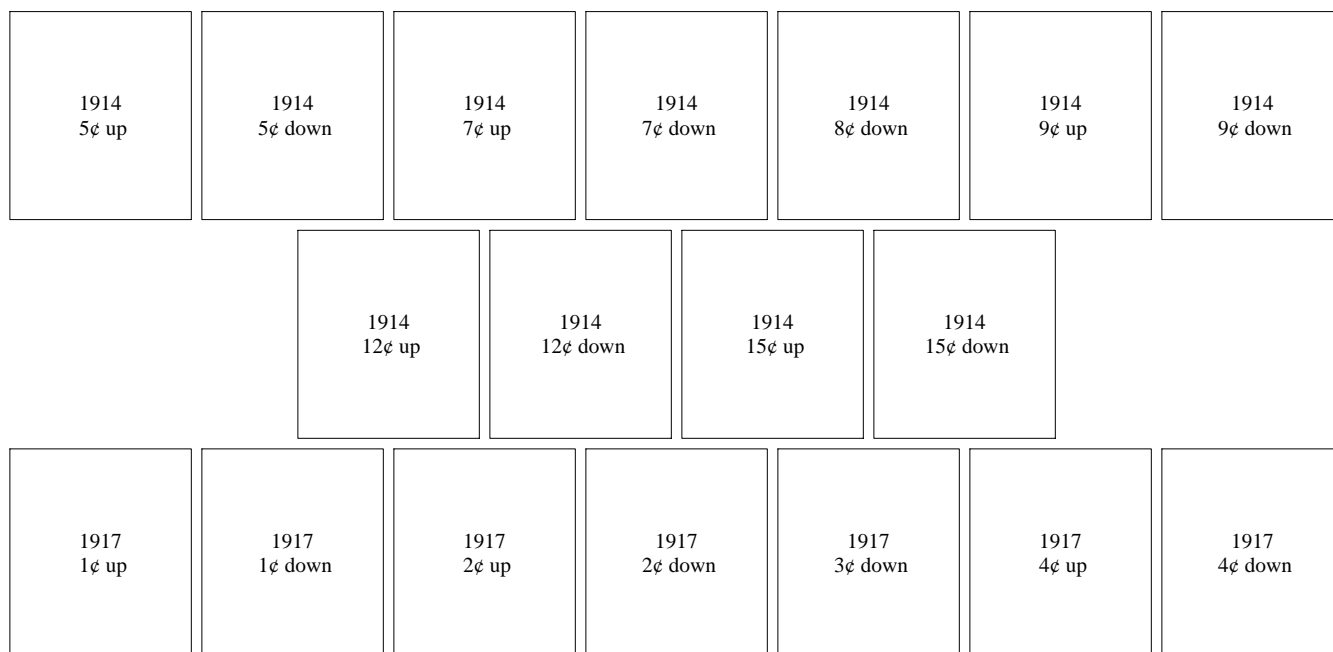 1914
5¢ up
1914
5¢ down
1914
7¢ up
1914
7¢ down
1914
8¢ down
1914
9¢ up
1914
9¢ down
1914
12¢ up
1914
12¢ down
1914
15¢ up
1914
15¢ down
1917
1¢ up
1917
1¢ down
1917
2¢ up
1917
2¢ down
1917
3¢ down
1917
4¢ up
1917
4¢ down